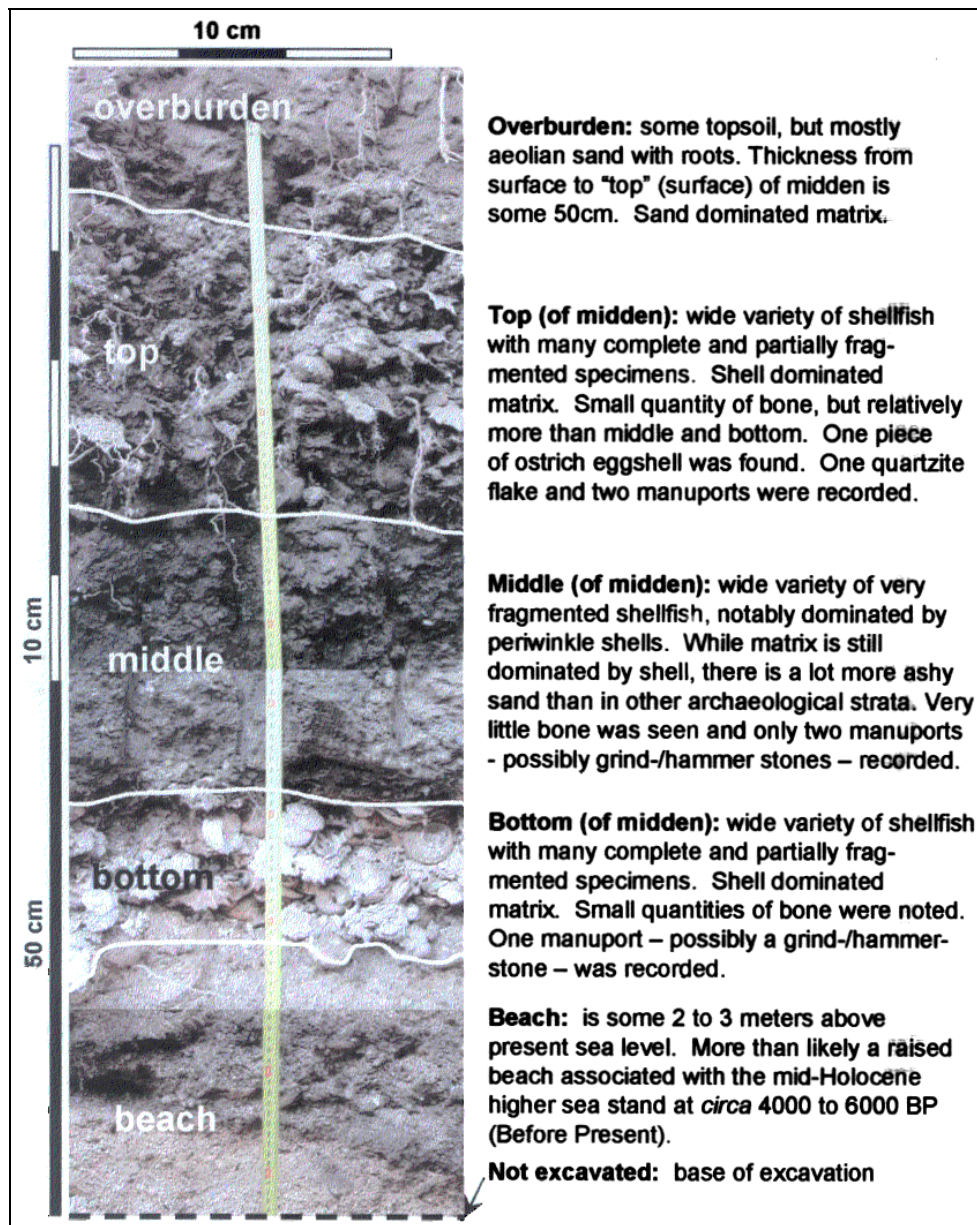 10 cm
overburden
Overburden: some topsoil, but mostly
aeolian sand with roots. Thickness from
surface to "top" (surface) of midden is
some 50cm. Sand dominated matrix.
top
Top (of midden): wide variety of shellfish
with many complete and partially frag-
mented specimens. Shell dominated
matrix. Small quantity of bone, but relatively
more than middle and bottom. One piece
of ostrich eggshell was found. One quartzite
flake and two manuports were recorded.
10 cm
middle
Middle (of midden): wide variety of very
fragmented shellfish, notably dominated by
periwinkle shells. While matrix is still
dominated by shell, there is a lot more ashy
sand than in other archaeological strata. Very
little bone was seen and only two manuports
- possibly grind-/hammer stones – recorded.
bottom
Bottom (of midden): wide variety of shellfish
with many complete and partially frag-
mented specimens. Shell dominated
matrix. Small quantities of bone were noted.
One manuport – possibly a grind-/hammer-
stone – was recorded.
50 cm
beach
Beach: is some 2 to 3 meters above
present sea level. More than likely a raised
beach associated with the mid-Holocene
higher sea stand at circa 4000 to 6000 BP
(Before Present).
Not excavated: base of excavation